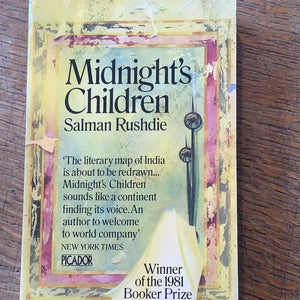 Midnight's
Children
Salman Rushdie
'The literary map of India
is about to be redrawn...
Midnight's Children
sounds like a continent
finding its voice. An
author to welcome
to world company'
NEW YORK TIMES
PICADOR
Winner
of the 1981
Booker Prize